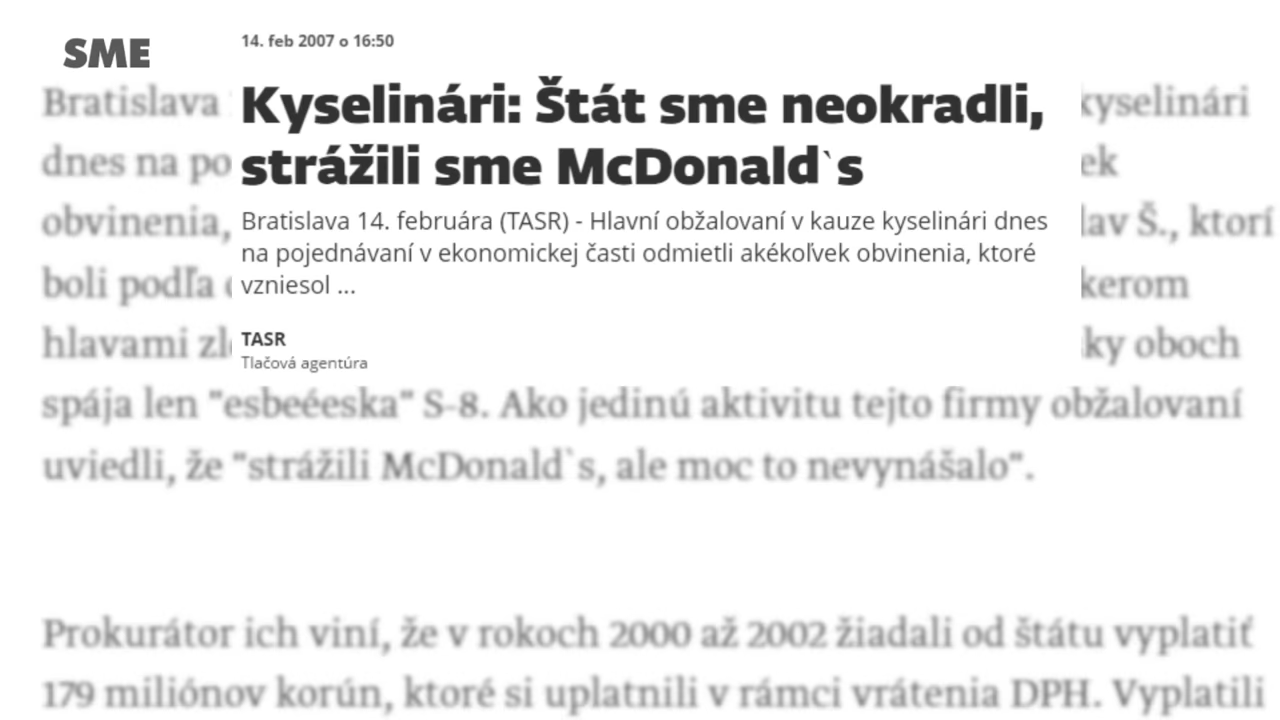 SME
14. feb 2007 o 16:50
Kyselinári: Štát sme neokradli,
strážili sme McDonald`s
Bratislava 14. februára (TASR) - Hlavní obžalovaní v kauze kyselinári dnes
na pojednávaní v ekonomickej časti odmietli akékoľvek obvinenia, ktoré
vzniesol ...
TASR
Tlačová agentúra
Bratislava kyselinári
dnes na po ek
obvinenia, lav Š., ktorí
boli podľa kerom
hlavami zl ky oboch
spája len "esbeéeska" S-8. Ako jedinú aktivitu tejto firmy obžalovaní
uviedli, že "strážili McDonald`s, ale moc to nevynášalo".
Prokurátor ich viní, že v rokoch 2000 až 2002 žiadali od štátu vyplatiť
179 miliónov korún, ktoré si uplatnili v rámci vrátenia DPH. Vyplatili